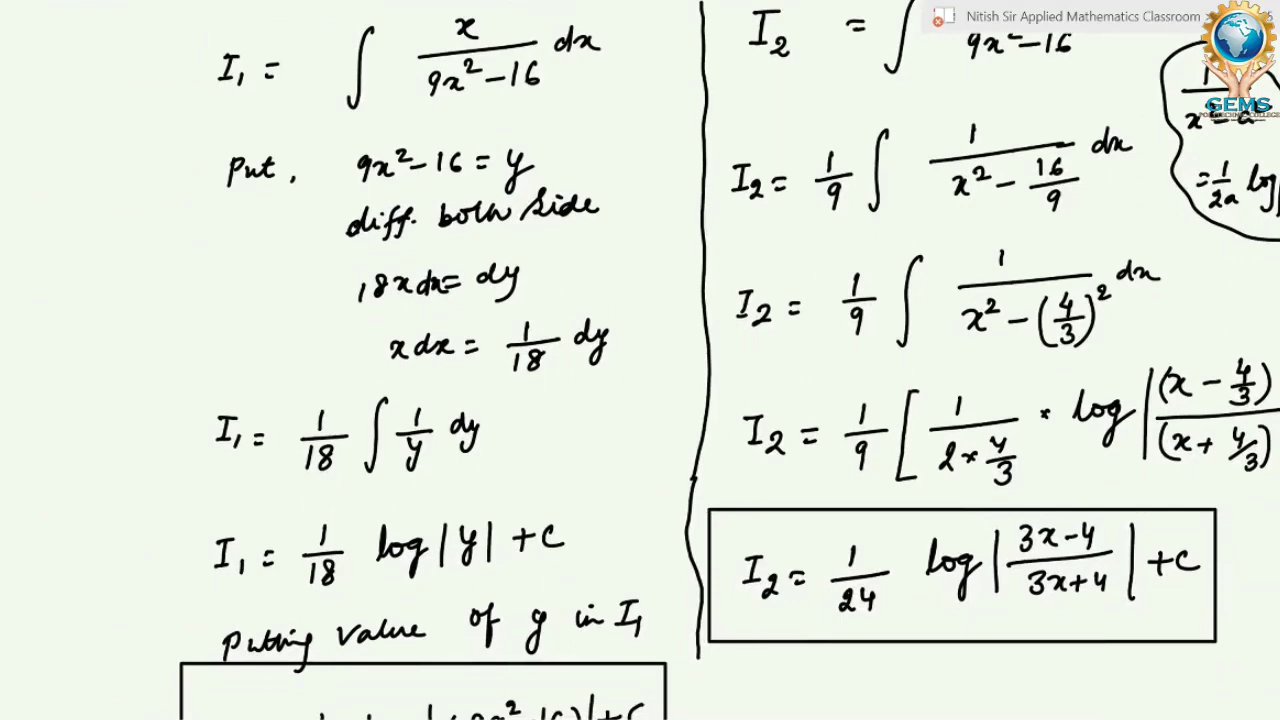 I₁ = ∫ x / (9x² - 16) dx
Put, 9x² - 16 = y
diff. both side
18x dx = dy
x dx = 1/18 dy
I₁ = 1/18 ∫ 1/y dy
I₁ = 1/18 log |y| + C
Putting value of y in I₁
I₂ = ∫ 9x² - 16
I₂ = 1/9 ∫ 1 / (x² - 16/9) dx
I₂ = 1/9 ∫ 1 / (x² - (4/3)²) dx
I₂ = 1/9 [ 1 / (2 * 4/3) * log | (x - 4/3) / (x + 4/3)
I₂ = 1/24 log | (3x - 4) / (3x + 4) | + C
= 1/2a log
Nitish Sir Applied Mathematics Classroom
GEMS